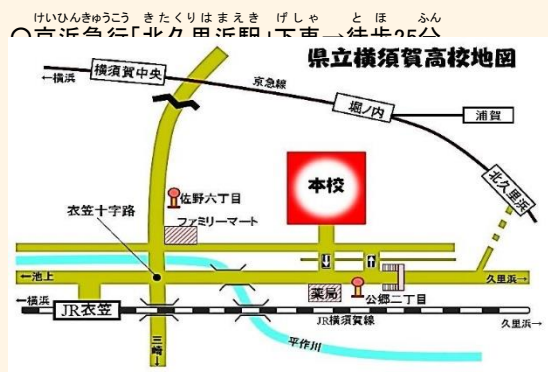 けいひんきゅうこう きたくりはまえき げしゃ とほ ふん
○京浜急行「北久里浜駅」下車→徒歩25分
県立横須賀高校地図
←横浜
横須賀中央
京急線
堀ノ内
浦賀
北久里浜
本校
佐野六丁目
衣笠十字路
ファミリーマート
←池上
久里浜→
薬局
公郷二丁目
←横浜
JR衣笠
JR横須賀線
久里浜→
三崎→
平作川